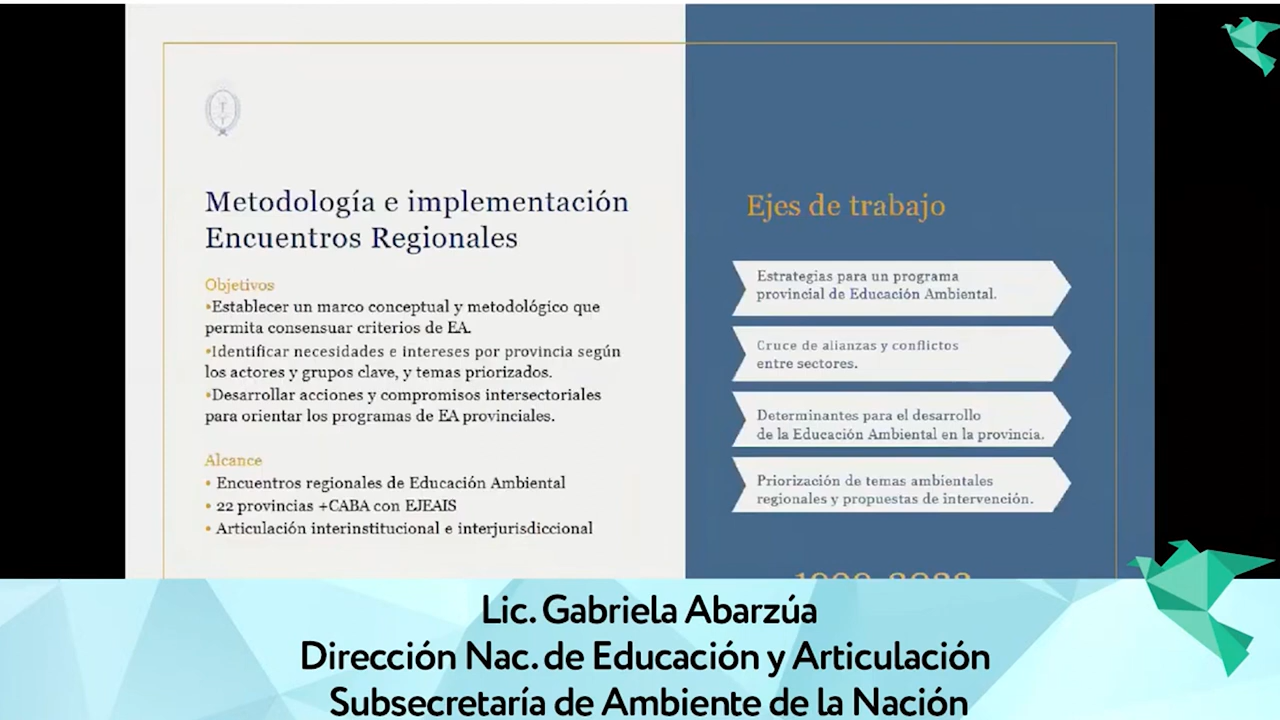 Metodología e implementación
Encuentros Regionales
Objetivos
•Establecer un marco conceptual y metodológico que
permita consensuar criterios de EA.
•Identificar necesidades e intereses por provincia según
los actores y grupos clave, y temas priorizados.
•Desarrollar acciones y compromisos intersectoriales
para orientar los programas de EA provinciales.
Alcance
• Encuentros regionales de Educación Ambiental
• 22 provincias +CABA con EJEAIS
• Articulación interinstitucional e interjurisdiccional
Ejes de trabajo
Estrategias para un programa
provincial de Educación Ambiental.
Cruce de alianzas y conflictos
entre sectores.
Determinantes para el desarrollo
de la Educación Ambiental en la provincia.
Priorización de temas ambientales
regionales y propuestas de intervención.
Lic. Gabriela Abarzúa
Dirección Nac. de Educación y Articulación
Subsecretaría de Ambiente de la Nación